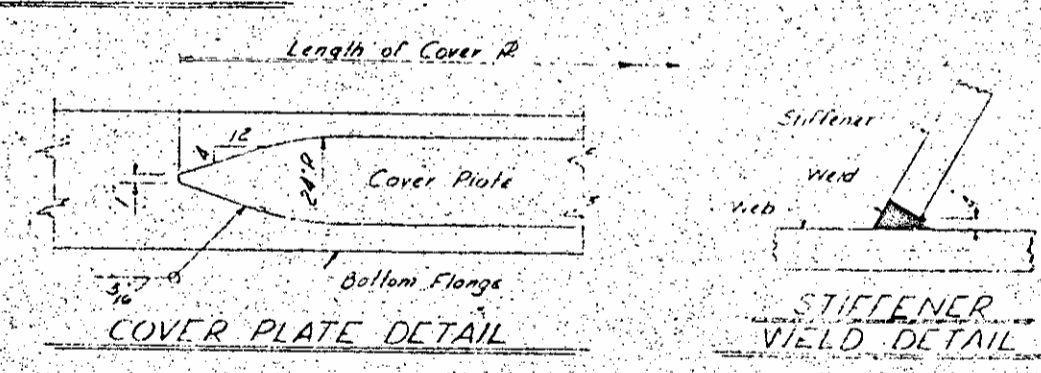 Length of Cover ⅊
12
4
1"
24"R
Cover Plate
5/16
Bottom Flange
COVER PLATE DETAIL
Stiffener
Weld
Web
STIFFENER
WELD DETAIL